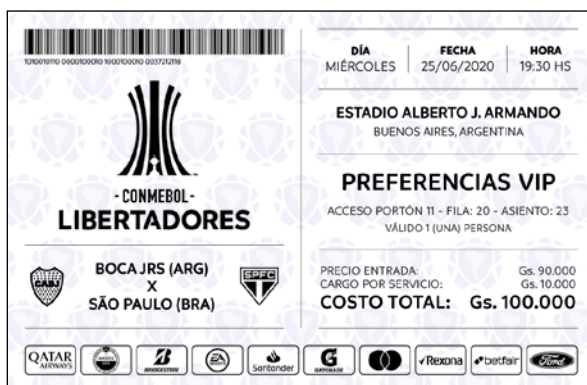 1010010110 0000100010 1000100010 0037212118
- CONMEBOL -
LIBERTADORES
CABJ
BOCA JRS (ARG)
X
SÃO PAULO (BRA)
SPFC
DÍA
MIÉRCOLES
FECHA
25/06/2020
HORA
19:30 HS
ESTADIO ALBERTO J. ARMANDO
BUENOS AIRES, ARGENTINA
PREFERENCIAS VIP
ACCESO PORTÓN 11 - FILA: 20 - ASIENTO: 23
VÁLIDO 1 (UNA) PERSONA
PRECIO ENTRADA: Gs. 90.000
CARGO POR SERVICIO: Gs. 10.000
COSTO TOTAL: Gs. 100.000
QATAR
AIRWAYS
BRIDGESTONE
EA
SPORTS
Santander
G
GATORADE
Rexona
betfair
Ford